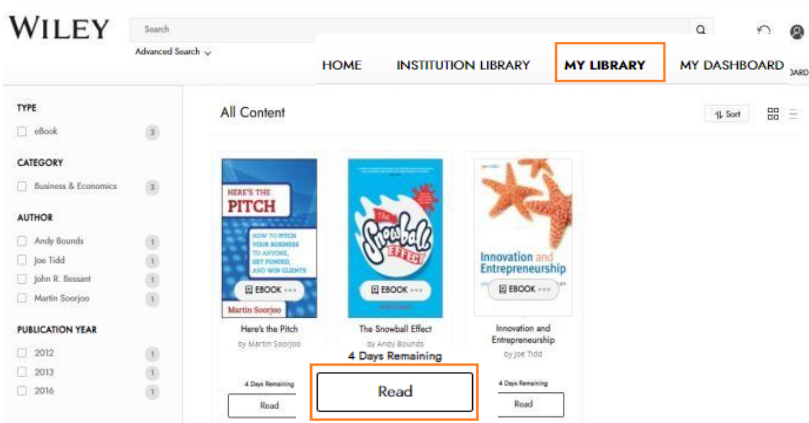 WILEY
Search
Advanced Search
HOME INSTITUTION LIBRARY MY LIBRARY MY DASHBOARD
OARD
TYPE
eBook 3
CATEGORY
Business & Economics 3
AUTHOR
Andy Bounds 1
Joe Tidd 1
John R. Bessant 1
Martin Soorjoo 1
PUBLICATION YEAR
2012 1
2013 1
2016 1
All Content
Sort
HERE'S THE
PITCH
HOW TO PITCH
YOUR BUSINESS
TO ANYONE,
GET FUNDED,
AND WIN CLIENTS
EBOOK
Martin Soorjoo
Here's the Pitch
by Martin Soorjoo
4 Days Remaining
Read
The
Snowball
EFFECT
EBOOK
The Snowball Effect
by Andy Bounds
4 Days Remaining
Read
Innovation and
Entrepreneurship
EBOOK
Innovation and
Entrepreneurship
by Joe Tidd
4 Days Remaining
Read